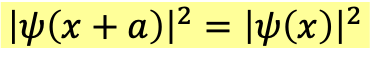 |ψ(x + a)|² = |ψ(x)|²